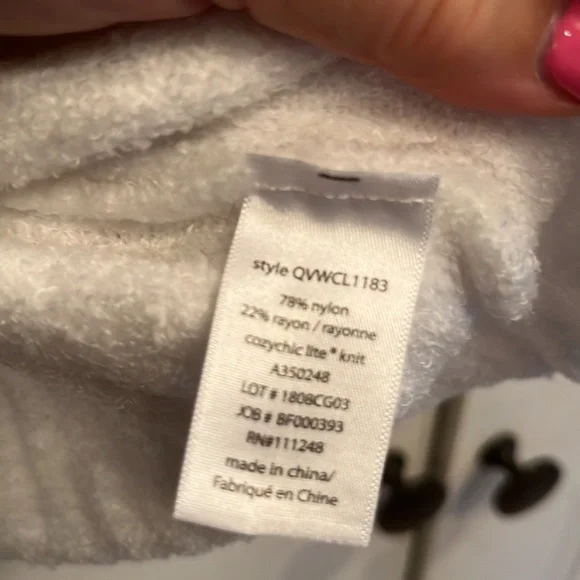 style QVWCL1183
78% nylon
22% rayon / rayonne
cozychic lite® knit
A350248
LOT # 1808CG03
JOB # BF000393
RN#111248
made in china/
Fabriqué en Chine